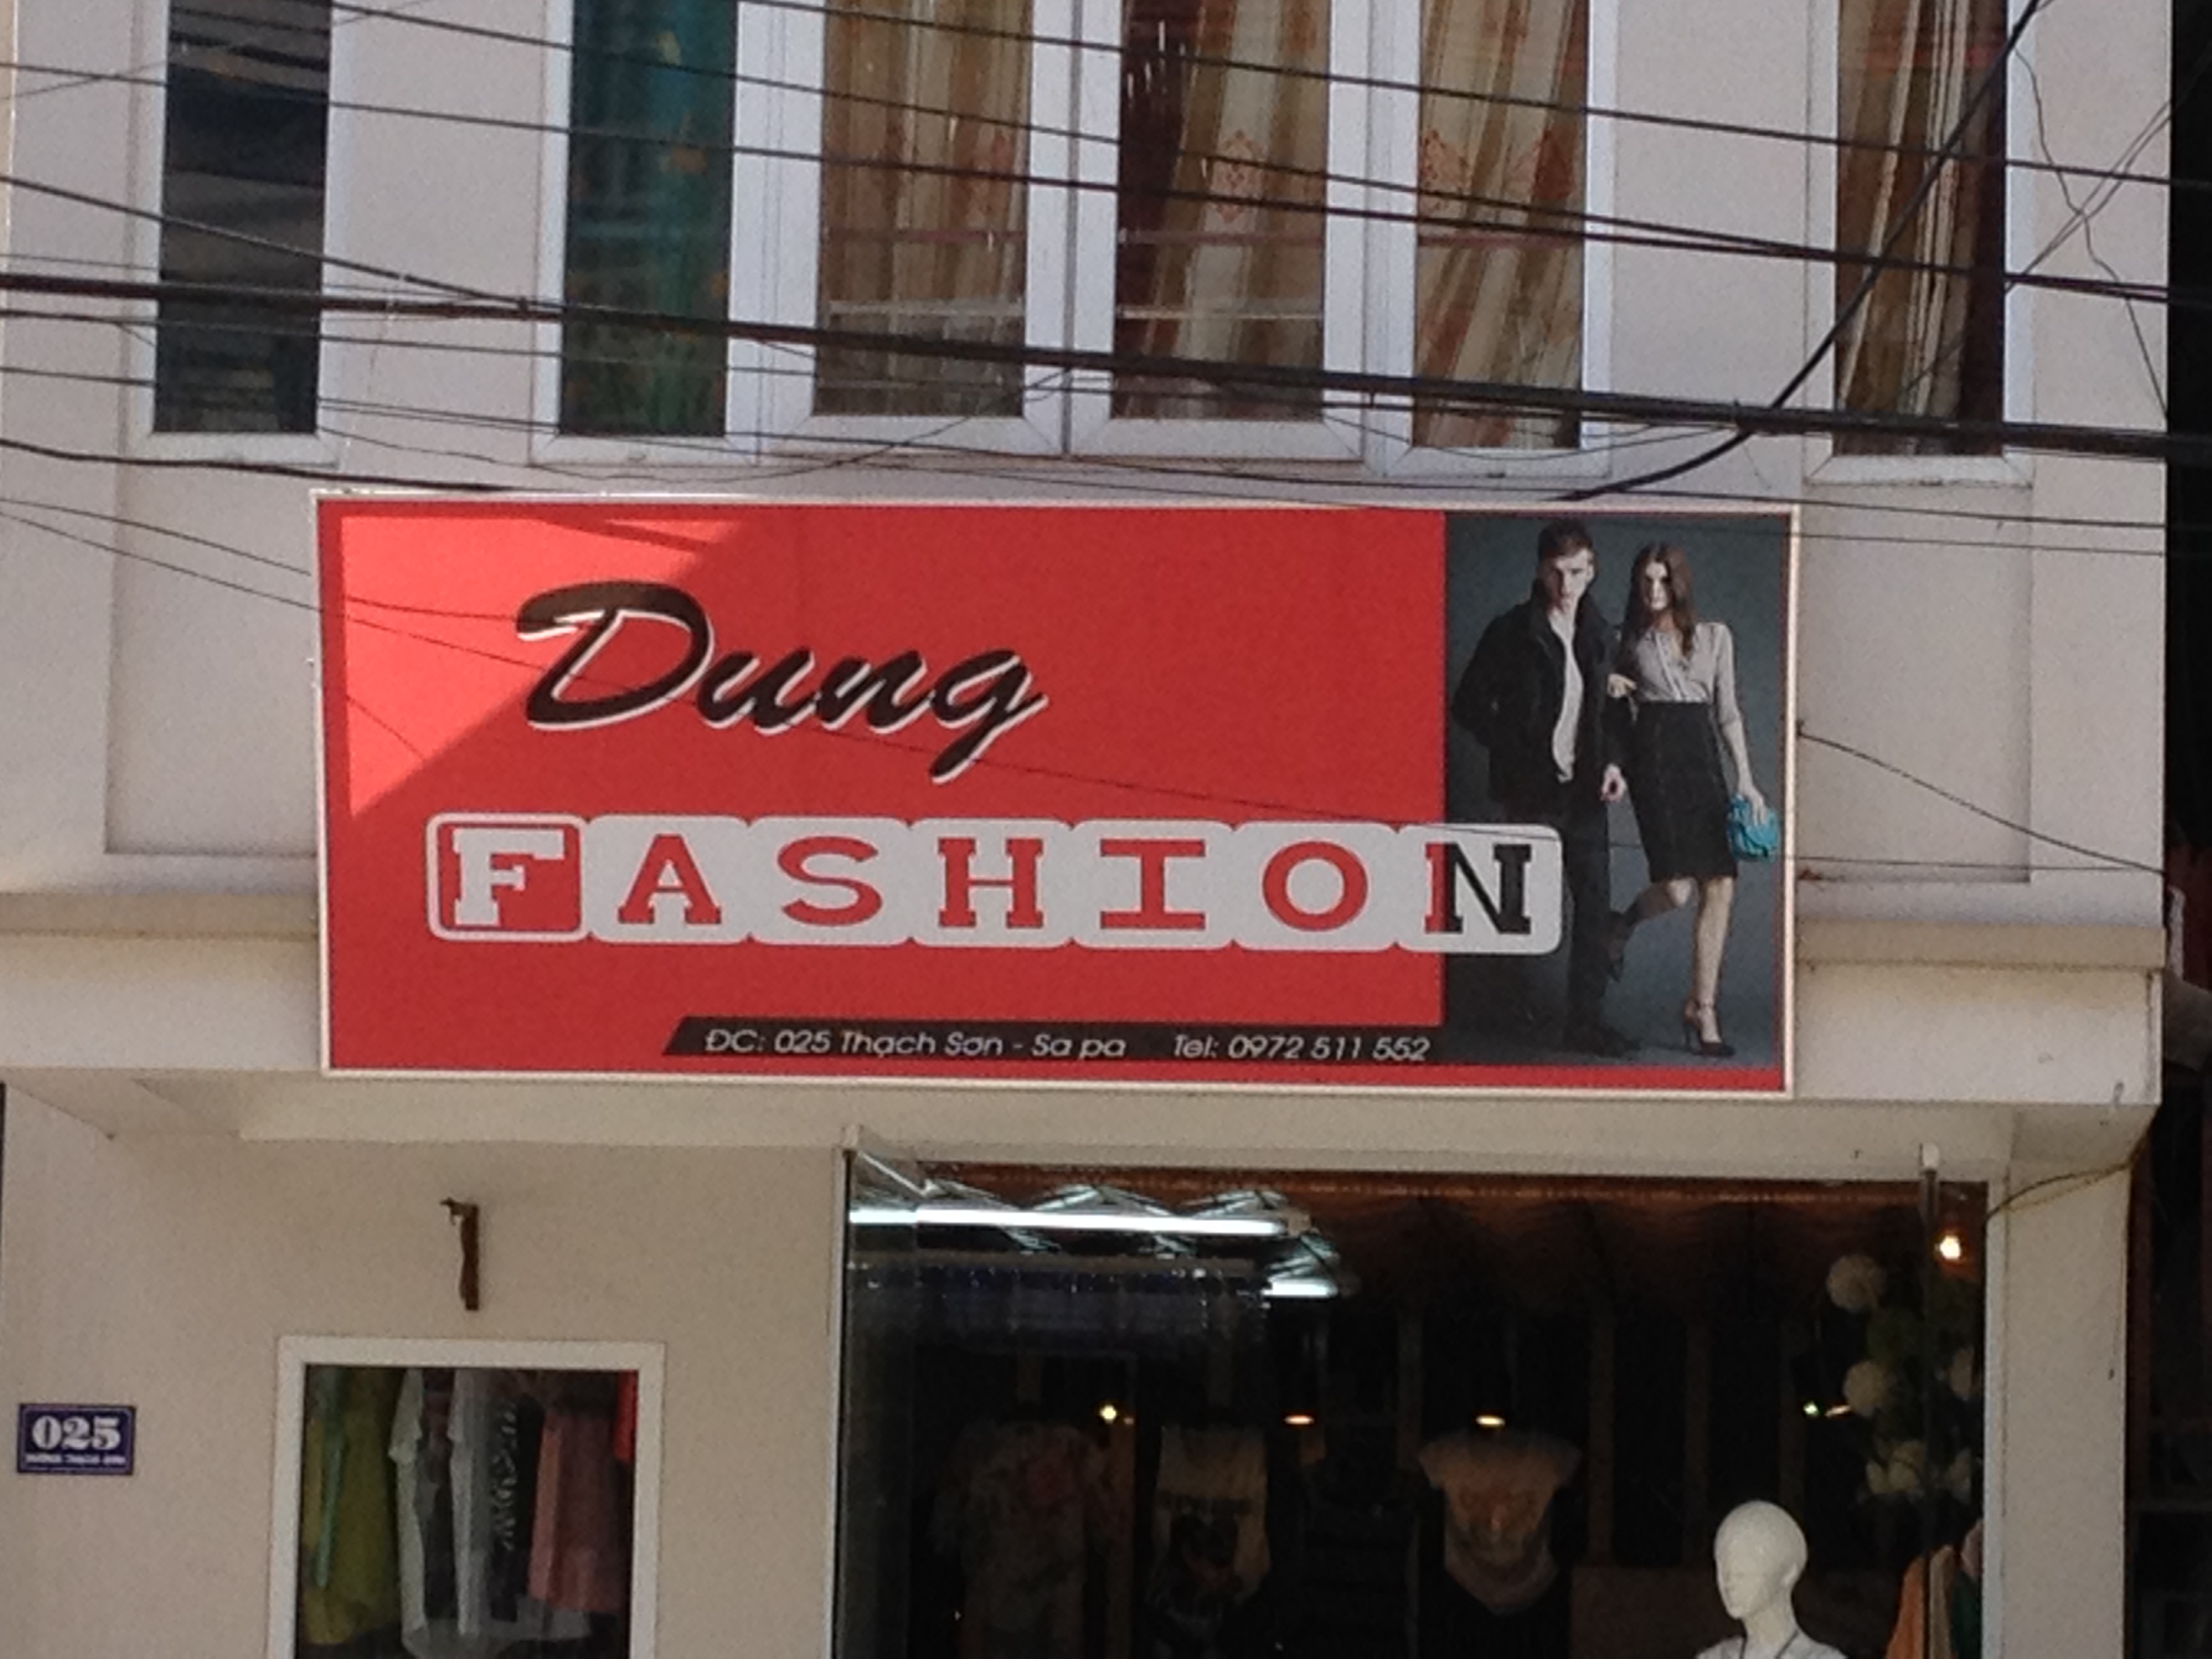 Dung
FASHION
ĐC: 025 Thạch Sơn - Sa pa Tel: 0972 511 552
025